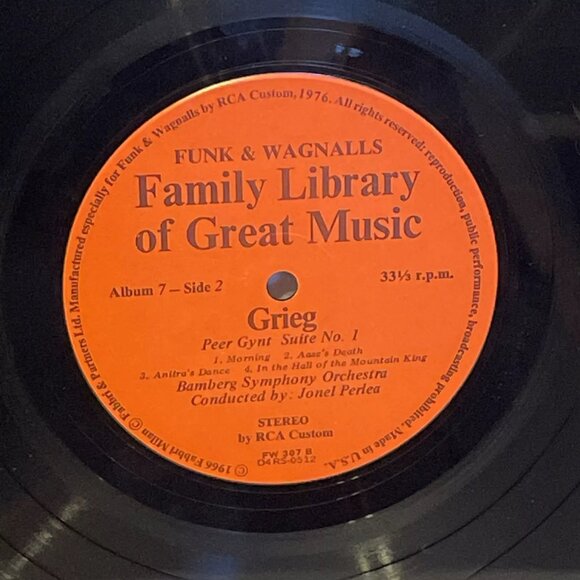 © 1966 Fabbri Milan © Fabbri & Partners Ltd. Manufactured especially for Funk & Wagnalls by RCA Custom, 1976. All rights reserved; reproduction, public performance, broadcasting prohibited. Made in U.S.A.
FUNK & WAGNALLS
Family Library
of Great Music
Album 7 – Side 2
33⅓ r.p.m.
Grieg
Peer Gynt Suite No. 1
1. Morning 2. Aase's Death
3. Anitra's Dance 4. In the Hall of the Mountain King
Bamberg Symphony Orchestra
Conducted by: Jonel Perlea
STEREO
by RCA Custom
FW 307 B
D4RS-0512